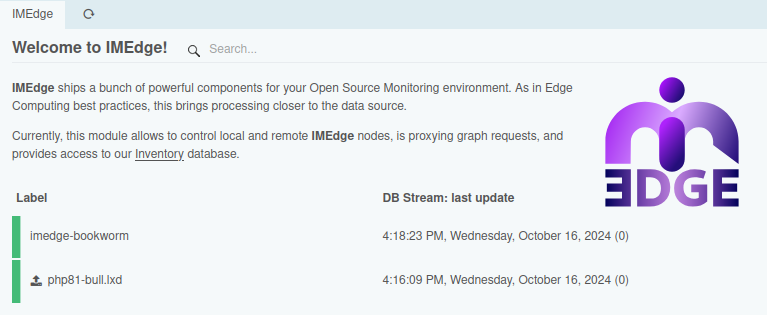 IMEdge
Welcome to IMEdge! Search...
IMEdge ships a bunch of powerful components for your Open Source Monitoring environment. As in Edge
Computing best practices, this brings processing closer to the data source.
Currently, this module allows to control local and remote IMEdge nodes, is proxying graph requests, and
provides access to our Inventory database.
EDGE
Label DB Stream: last update
imedge-bookworm 4:18:23 PM, Wednesday, October 16, 2024 (0)
php81-bull.lxd 4:16:09 PM, Wednesday, October 16, 2024 (0)